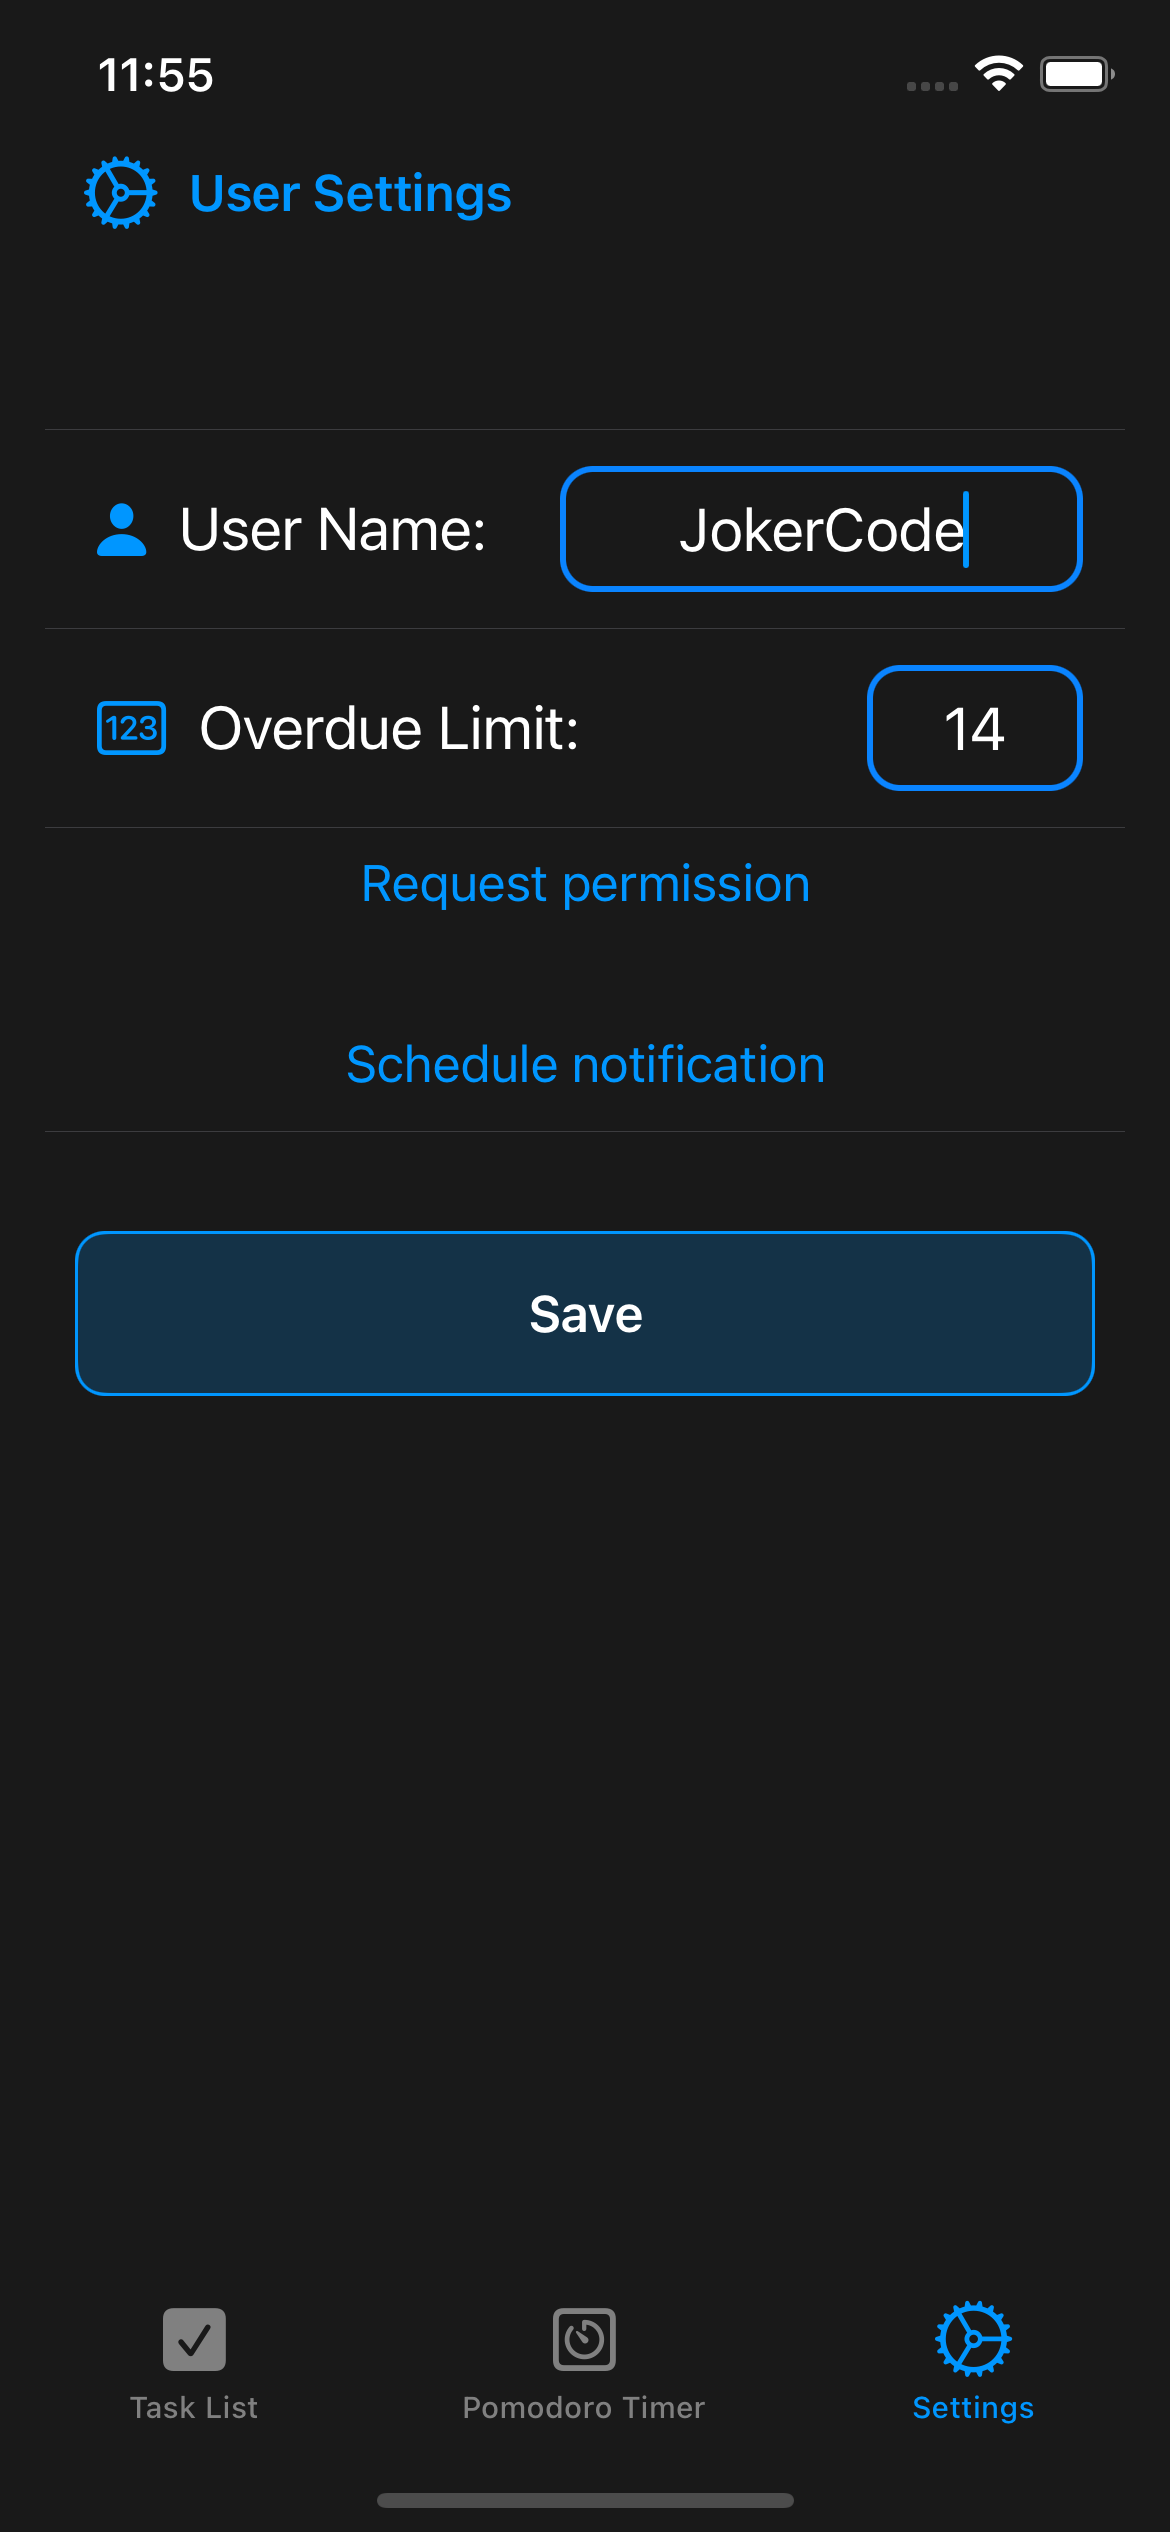 11:55
User Settings
User Name: JokerCode
123 Overdue Limit: 14
Request permission
Schedule notification
Save
Task List Pomodoro Timer Settings